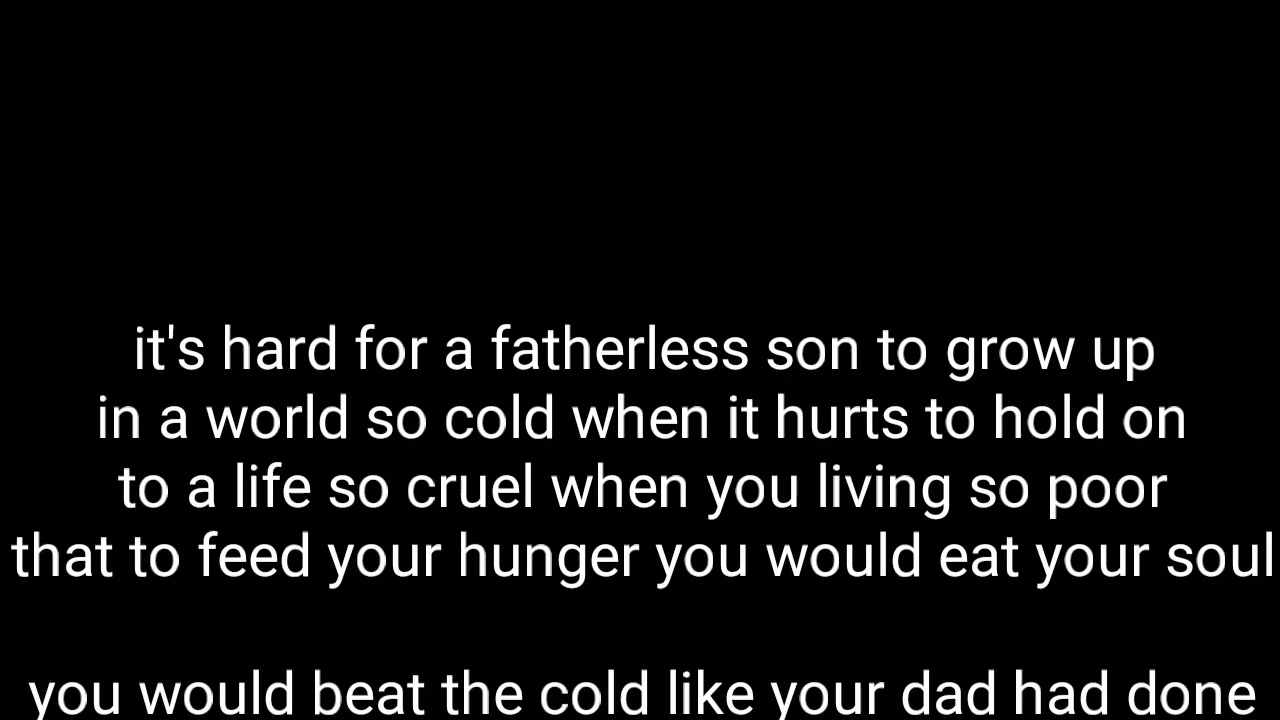 it's hard for a fatherless son to grow up
in a world so cold when it hurts to hold on
to a life so cruel when you living so poor
that to feed your hunger you would eat your soul
you would beat the cold like your dad had done